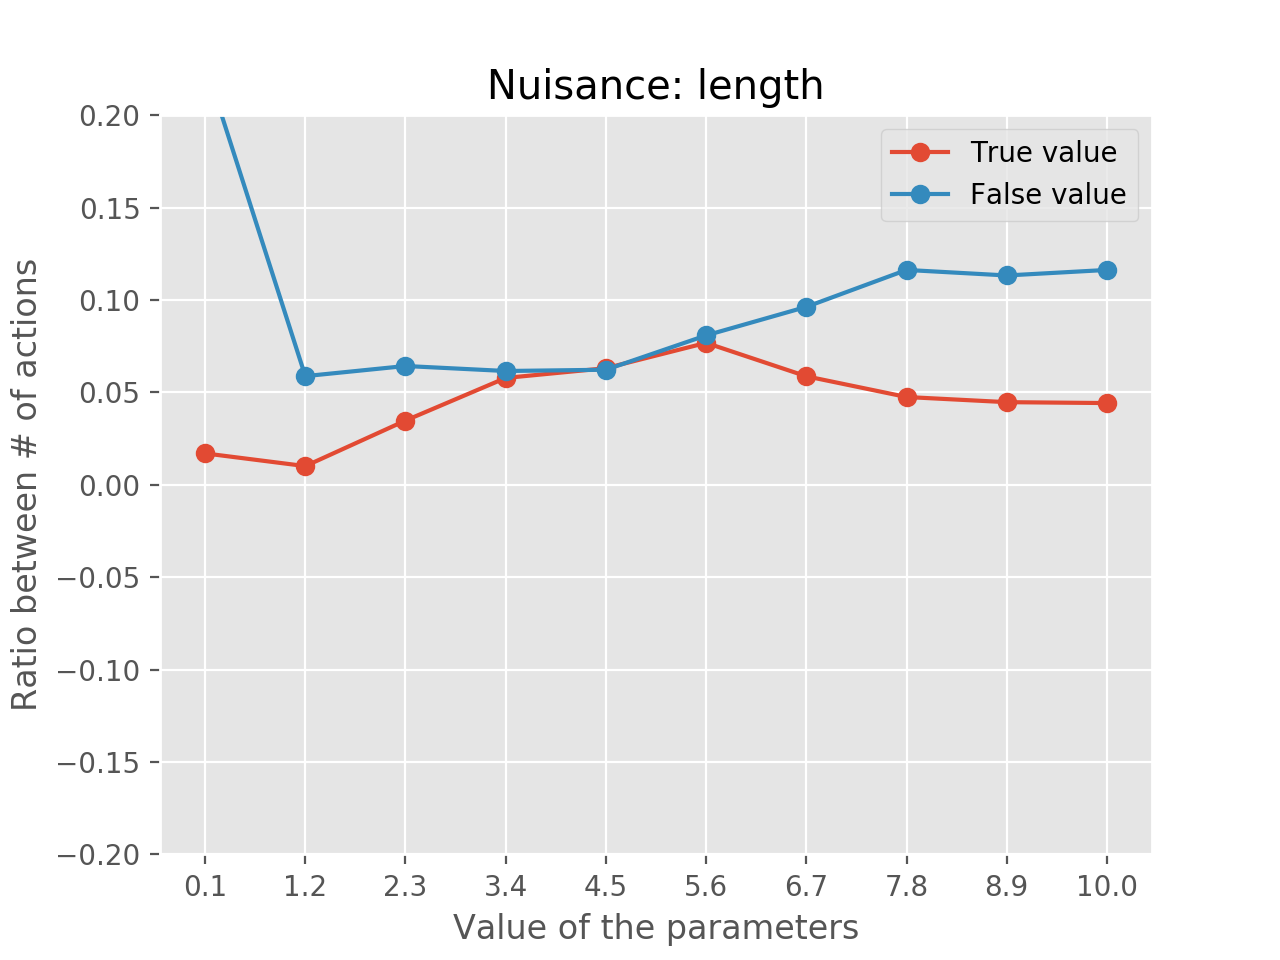 Nuisance: length
True value
False value
0.20
0.15
0.10
0.05
0.00
−0.05
−0.10
−0.15
−0.20
Ratio between # of actions
0.1 1.2 2.3 3.4 4.5 5.6 6.7 7.8 8.9 10.0
Value of the parameters